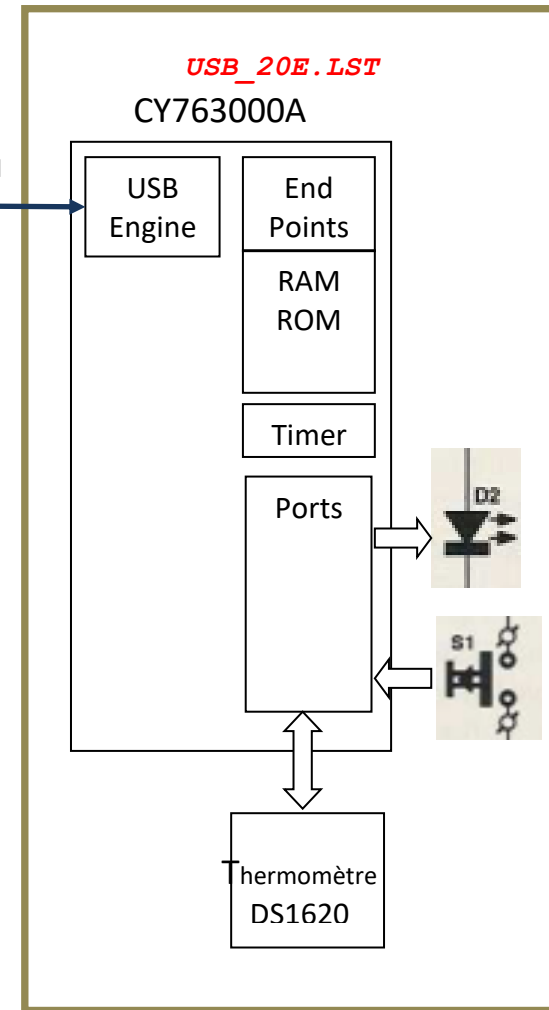 USB_20E.LST
CY763000A
USB
Engine
End
Points
RAM
ROM
Timer
Ports
D2
S1
Thermomètre
DS1620